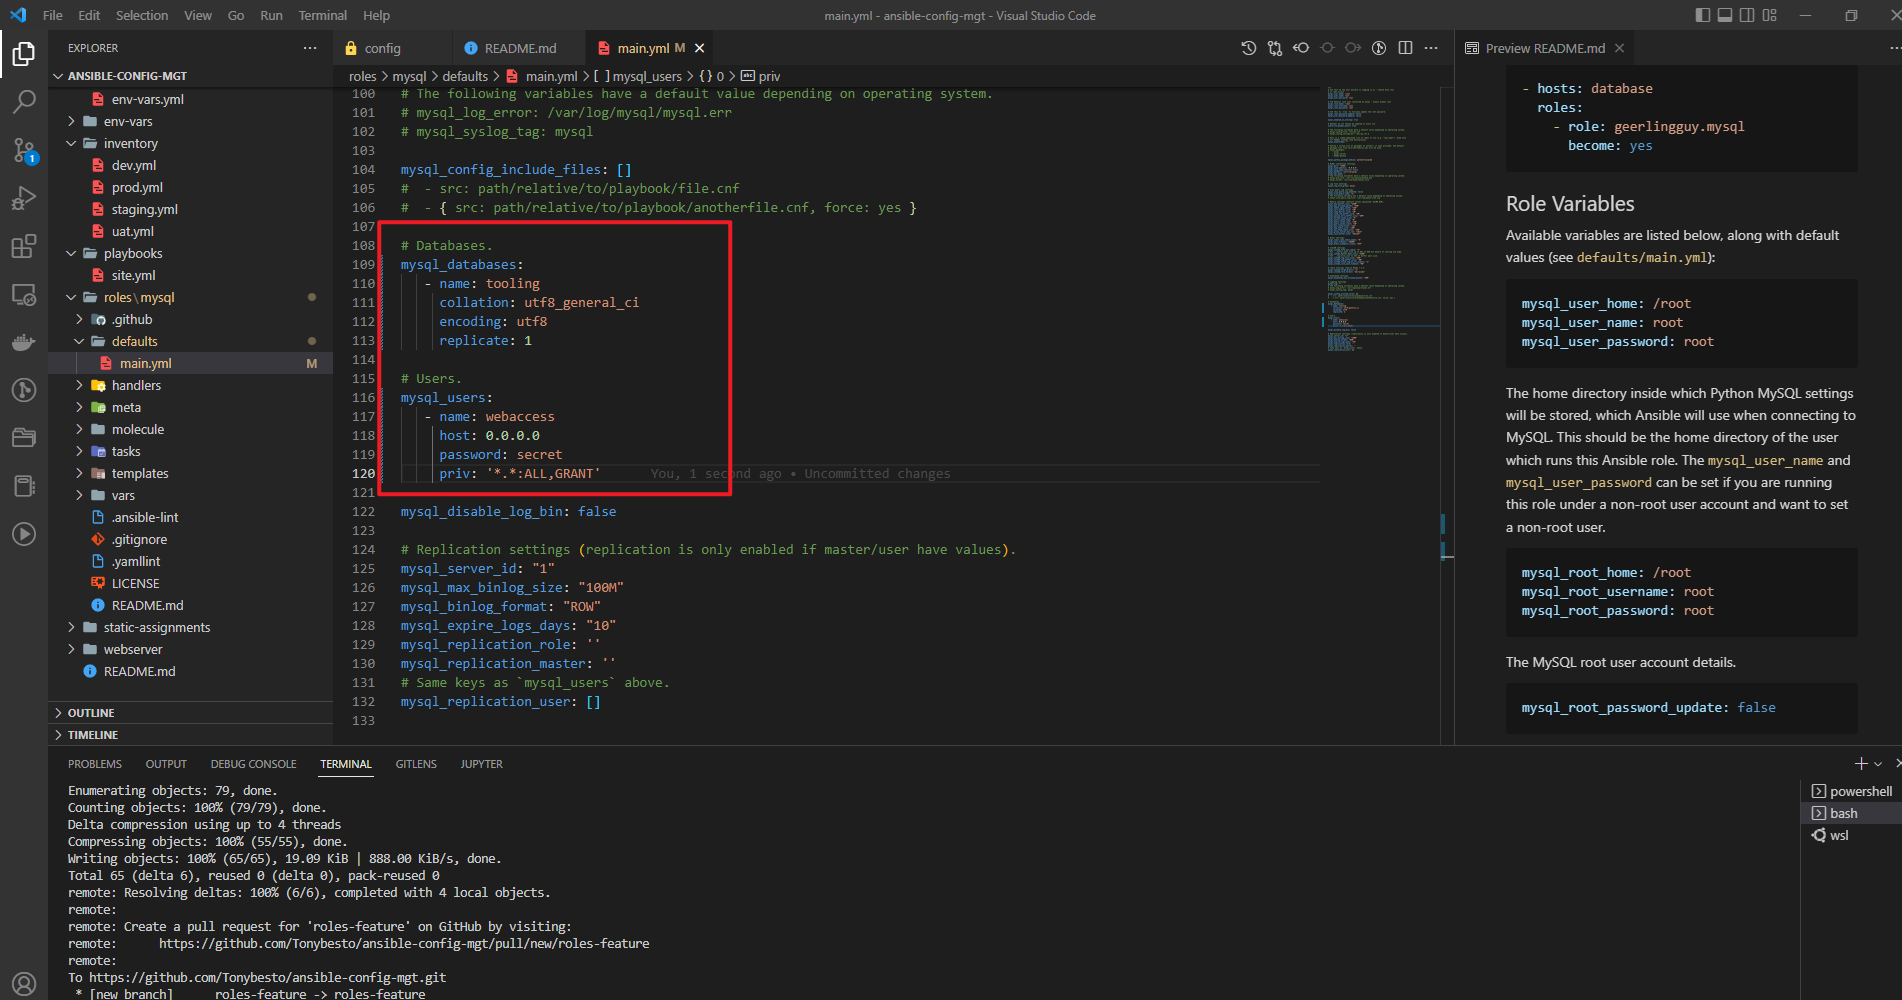 File Edit Selection View Go Run Terminal Help
main.yml - ansible-config-mgt - Visual Studio Code
EXPLORER
ANSIBLE-CONFIG-MGT
env-vars.yml
env-vars
inventory
dev.yml
prod.yml
staging.yml
uat.yml
playbooks
site.yml
roles\mysql
.github
defaults
main.yml M
handlers
meta
molecule
tasks
templates
vars
.ansible-lint
.gitignore
.yamllint
LICENSE
README.md
static-assignments
webserver
README.md
OUTLINE
TIMELINE
1
config README.md main.yml M
roles > mysql > defaults > main.yml > [ ] mysql_users > { } 0 > abc priv
100 # The following variables have a default value depending on operating system.
101 # mysql_log_error: /var/log/mysql/mysql.err
102 # mysql_syslog_tag: mysql
103
104 mysql_config_include_files: []
105 #  - src: path/relative/to/playbook/file.cnf
106 #  - { src: path/relative/to/playbook/anotherfile.cnf, force: yes }
107
108 # Databases.
109 mysql_databases:
110 - name: tooling
111 collation: utf8_general_ci
112 encoding: utf8
113 replicate: 1
114
115 # Users.
116 mysql_users:
117 - name: webaccess
118 host: 0.0.0.0
119 password: secret
120 priv: '*.*:ALL,GRANT' You, 1 second ago • Uncommitted changes
121
122 mysql_disable_log_bin: false
123
124 # Replication settings (replication is only enabled if master/user have values).
125 mysql_server_id: "1"
126 mysql_max_binlog_size: "100M"
127 mysql_binlog_format: "ROW"
128 mysql_expire_logs_days: "10"
129 mysql_replication_role: ''
130 mysql_replication_master: ''
131 # Same keys as `mysql_users` above.
132 mysql_replication_user: []
133
Preview README.md
- hosts: database
roles:
- role: geerlingguy.mysql
become: yes
Role Variables
Available variables are listed below, along with default
values (see defaults/main.yml):
mysql_user_home: /root
mysql_user_name: root
mysql_user_password: root
The home directory inside which Python MySQL settings
will be stored, which Ansible will use when connecting to
MySQL. This should be the home directory of the user
which runs this Ansible role. The mysql_user_name and
mysql_user_password can be set if you are running
this role under a non-root user account and want to set
a non-root user.
mysql_root_home: /root
mysql_root_username: root
mysql_root_password: root
The MySQL root user account details.
mysql_root_password_update: false
PROBLEMS OUTPUT DEBUG CONSOLE TERMINAL GITLENS JUPYTER
Enumerating objects: 79, done.
Counting objects: 100% (79/79), done.
Delta compression using up to 4 threads
Compressing objects: 100% (55/55), done.
Writing objects: 100% (65/65), 19.09 KiB | 888.00 KiB/s, done.
Total 65 (delta 6), reused 0 (delta 0), pack-reused 0
remote: Resolving deltas: 100% (6/6), completed with 4 local objects.
remote:
remote: Create a pull request for 'roles-feature' on GitHub by visiting:
remote:      https://github.com/Tonybesto/ansible-config-mgt/pull/new/roles-feature
remote:
To https://github.com/Tonybesto/ansible-config-mgt.git
* [new branch]      roles-feature -> roles-feature
powershell
bash
wsl